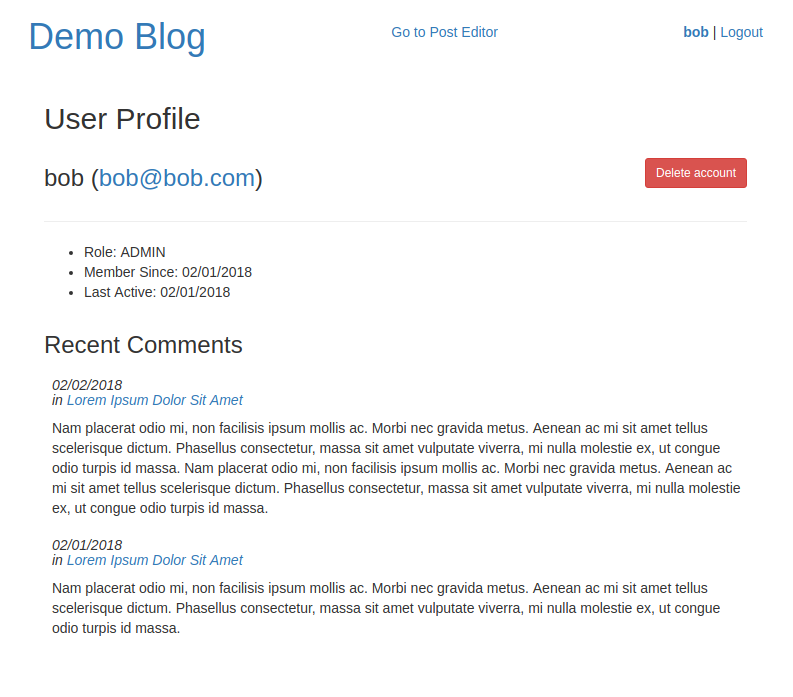 Demo Blog Go to Post Editor bob | Logout
User Profile
bob (bob@bob.com) Delete account
Role: ADMIN
Member Since: 02/01/2018
Last Active: 02/01/2018
Recent Comments
02/02/2018
in Lorem Ipsum Dolor Sit Amet
Nam placerat odio mi, non facilisis ipsum mollis ac. Morbi nec gravida metus. Aenean ac mi sit amet tellus
scelerisque dictum. Phasellus consectetur, massa sit amet vulputate viverra, mi nulla molestie ex, ut congue
odio turpis id massa. Nam placerat odio mi, non facilisis ipsum mollis ac. Morbi nec gravida metus. Aenean ac
mi sit amet tellus scelerisque dictum. Phasellus consectetur, massa sit amet vulputate viverra, mi nulla molestie
ex, ut congue odio turpis id massa.
02/01/2018
in Lorem Ipsum Dolor Sit Amet
Nam placerat odio mi, non facilisis ipsum mollis ac. Morbi nec gravida metus. Aenean ac mi sit amet tellus
scelerisque dictum. Phasellus consectetur, massa sit amet vulputate viverra, mi nulla molestie ex, ut congue
odio turpis id massa.